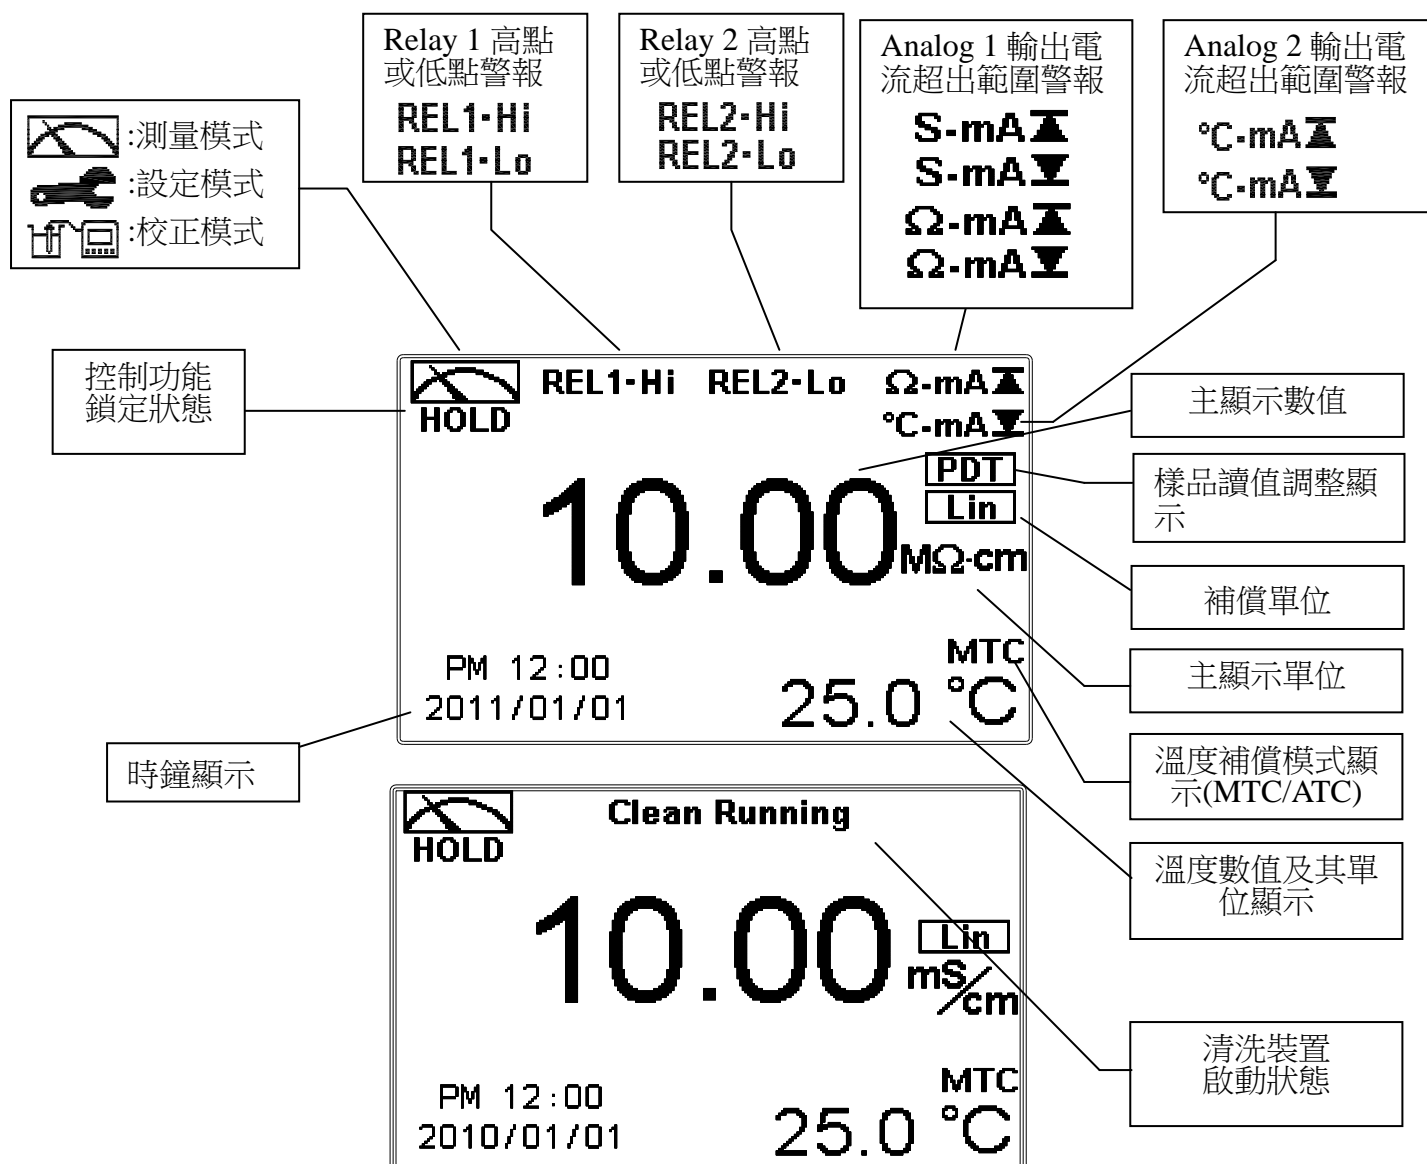 Relay 1 高點
或低點警報
REL1-Hi
REL1-Lo
Relay 2 高點
或低點警報
REL2-Hi
REL2-Lo
Analog 1 輸出電
流超出範圍警報
S-mA
S-mA
Ω-mA
Ω-mA
Analog 2 輸出電
流超出範圍警報
°C-mA
°C-mA
:測量模式
:設定模式
:校正模式
控制功能
鎖定狀態
REL1-Hi REL2-Lo Ω-mA
HOLD
°C-mA
PDT
Lin
10.00 MΩ·cm
MTC
PM 12:00
2011/01/01
25.0 °C
主顯示數值
樣品讀值調整顯
示
補償單位
主顯示單位
時鐘顯示
溫度補償模式顯
示(MTC/ATC)
溫度數值及其單
位顯示
Clean Running
HOLD
Lin
10.00 mS/cm
MTC
PM 12:00
2010/01/01
25.0 °C
清洗裝置
啟動狀態